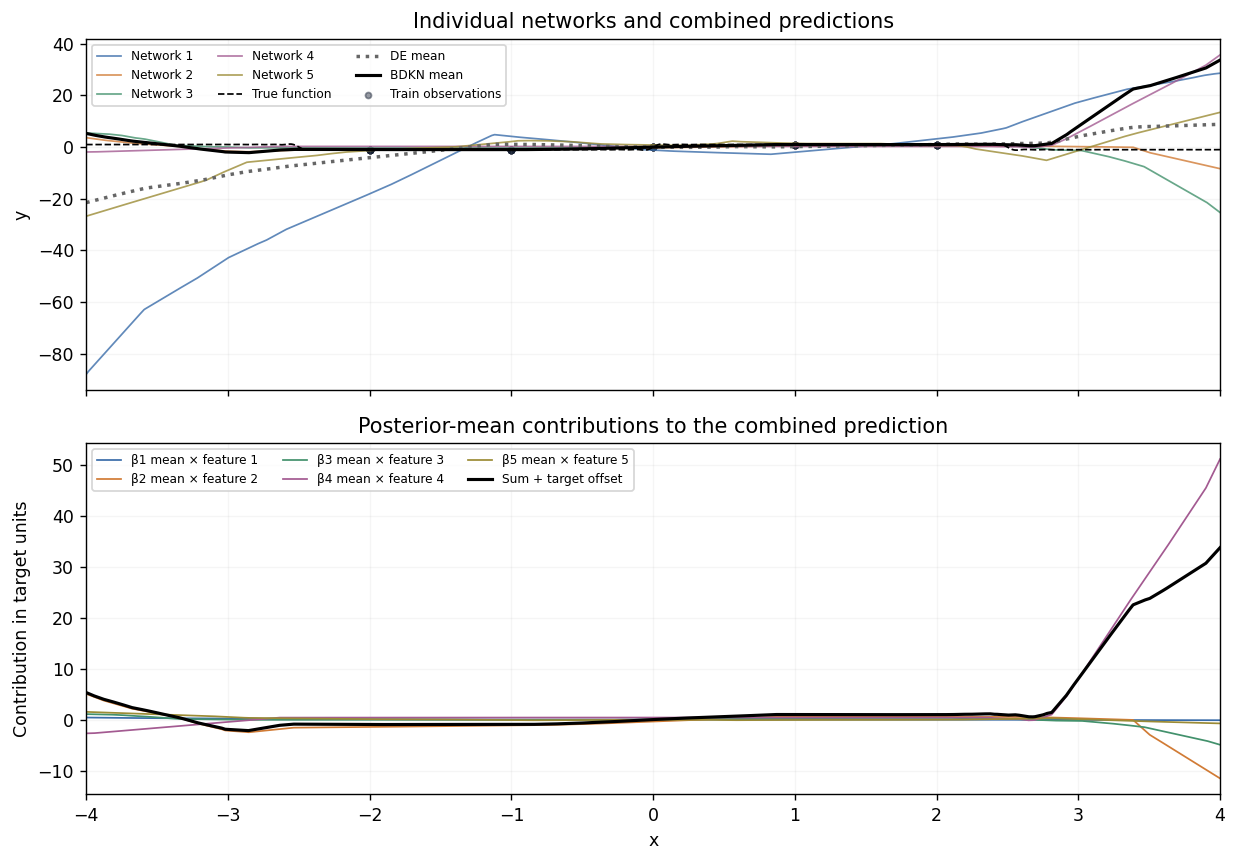 Individual networks and combined predictions
Network 1 Network 4 DE mean
Network 2 Network 5 BDKN mean
Network 3 True function Train observations
40
20
0
−20
−40
−60
−80
y
Posterior-mean contributions to the combined prediction
β1 mean × feature 1 β3 mean × feature 3 β5 mean × feature 5
β2 mean × feature 2 β4 mean × feature 4 Sum + target offset
50
40
30
20
10
0
−10
Contribution in target units
−4 −3 −2 −1 0 1 2 3 4
x